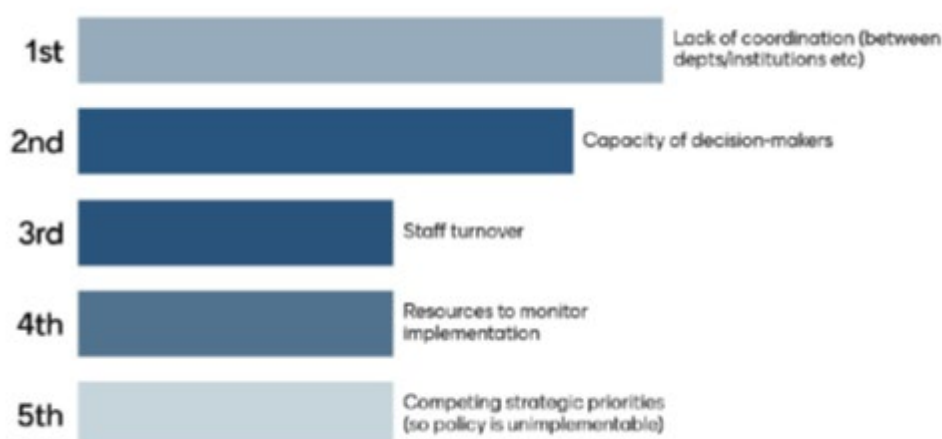 1st
Lack of coordination (between
depts/institutions etc)
2nd
Capacity of decision-makers
3rd
Staff turnover
4th
Resources to monitor
implementation
5th
Competing strategic priorities
(so policy is unimplementable)